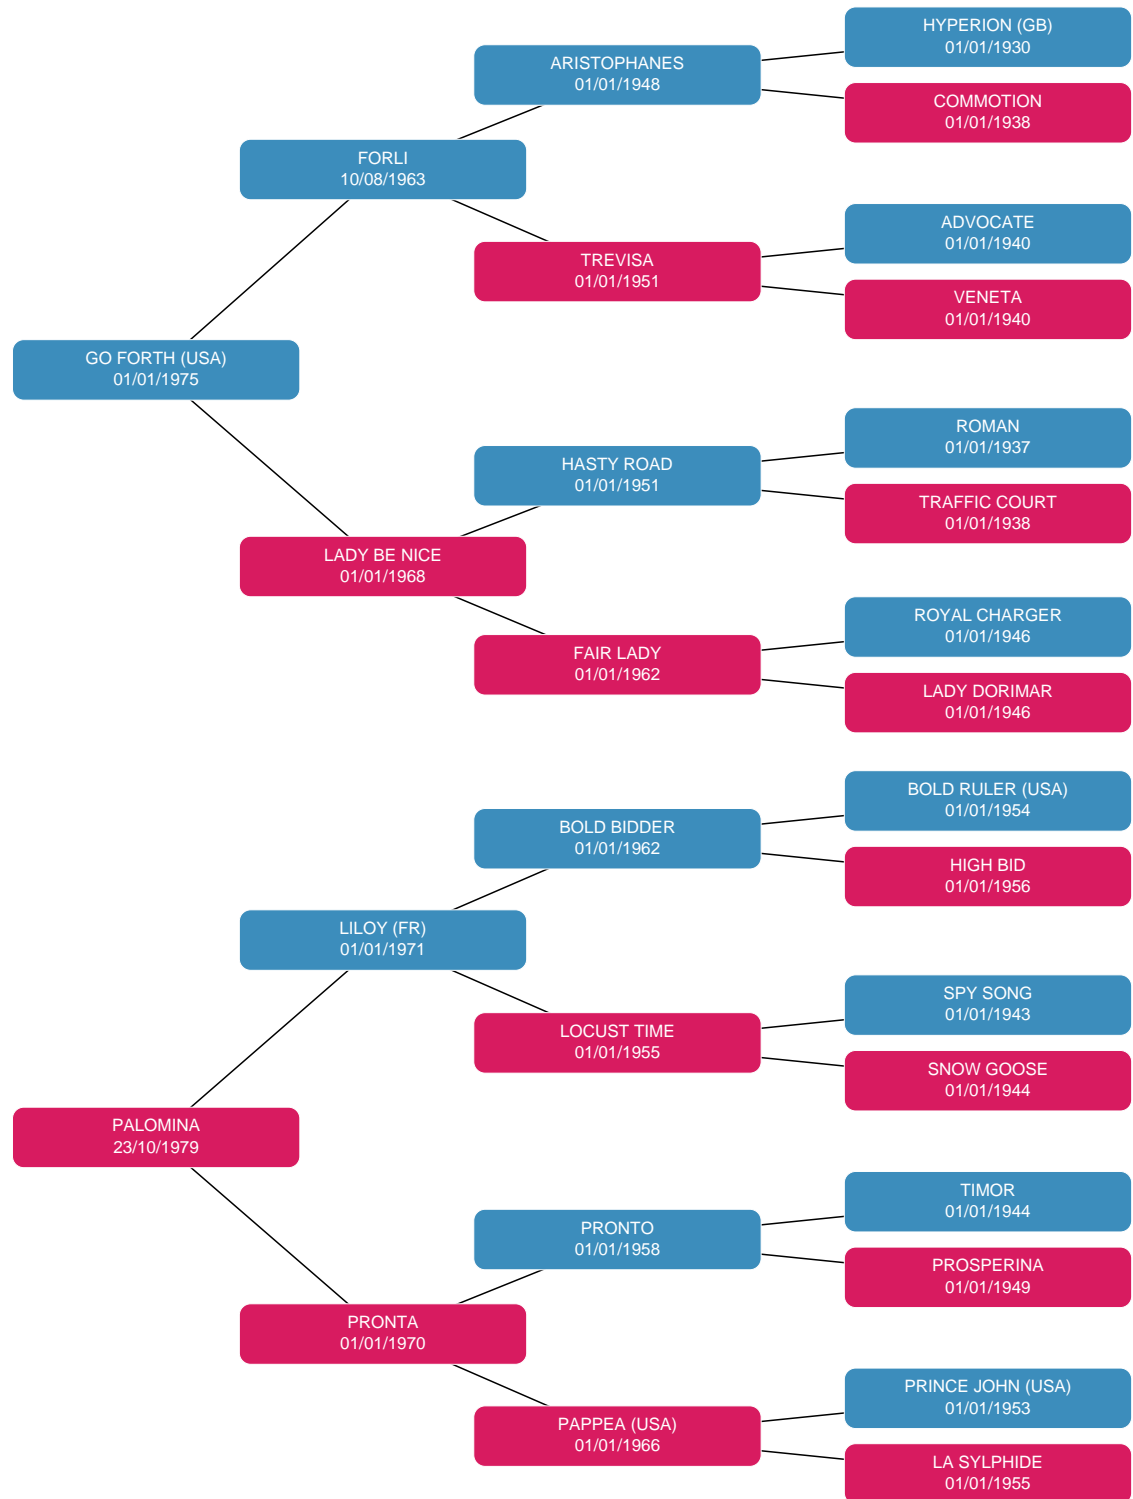 HYPERION (GB)
01/01/1930
ARISTOPHANES
01/01/1948
COMMOTION
01/01/1938
FORLI
10/08/1963
ADVOCATE
01/01/1940
TREVISA
01/01/1951
VENETA
01/01/1940
GO FORTH (USA)
01/01/1975
ROMAN
01/01/1937
HASTY ROAD
01/01/1951
TRAFFIC COURT
01/01/1938
LADY BE NICE
01/01/1968
ROYAL CHARGER
01/01/1946
FAIR LADY
01/01/1962
LADY DORIMAR
01/01/1946
BOLD RULER (USA)
01/01/1954
BOLD BIDDER
01/01/1962
HIGH BID
01/01/1956
LILOY (FR)
01/01/1971
SPY SONG
01/01/1943
LOCUST TIME
01/01/1955
SNOW GOOSE
01/01/1944
PALOMINA
23/10/1979
TIMOR
01/01/1944
PRONTO
01/01/1958
PROSPERINA
01/01/1949
PRONTA
01/01/1970
PRINCE JOHN (USA)
01/01/1953
PAPPEA (USA)
01/01/1966
LA SYLPHIDE
01/01/1955